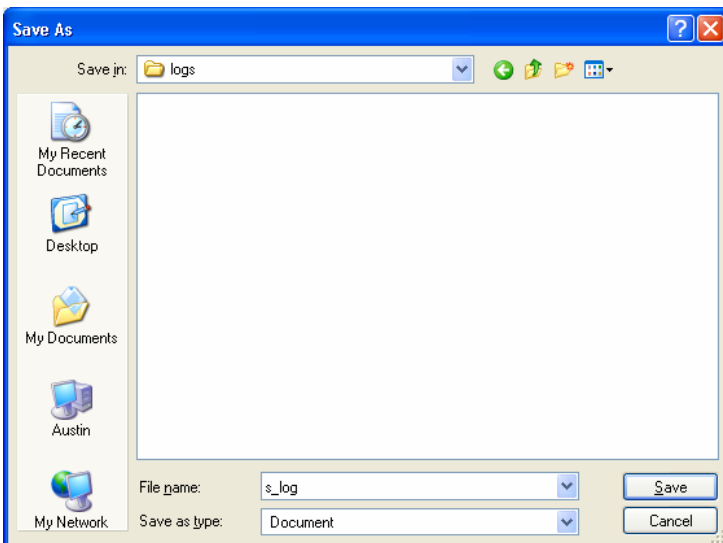 Save As
Save in:
logs
My Recent
Documents
Desktop
My Documents
Austin
My Network
File name:
s_log
Save
Save as type:
Document
Cancel